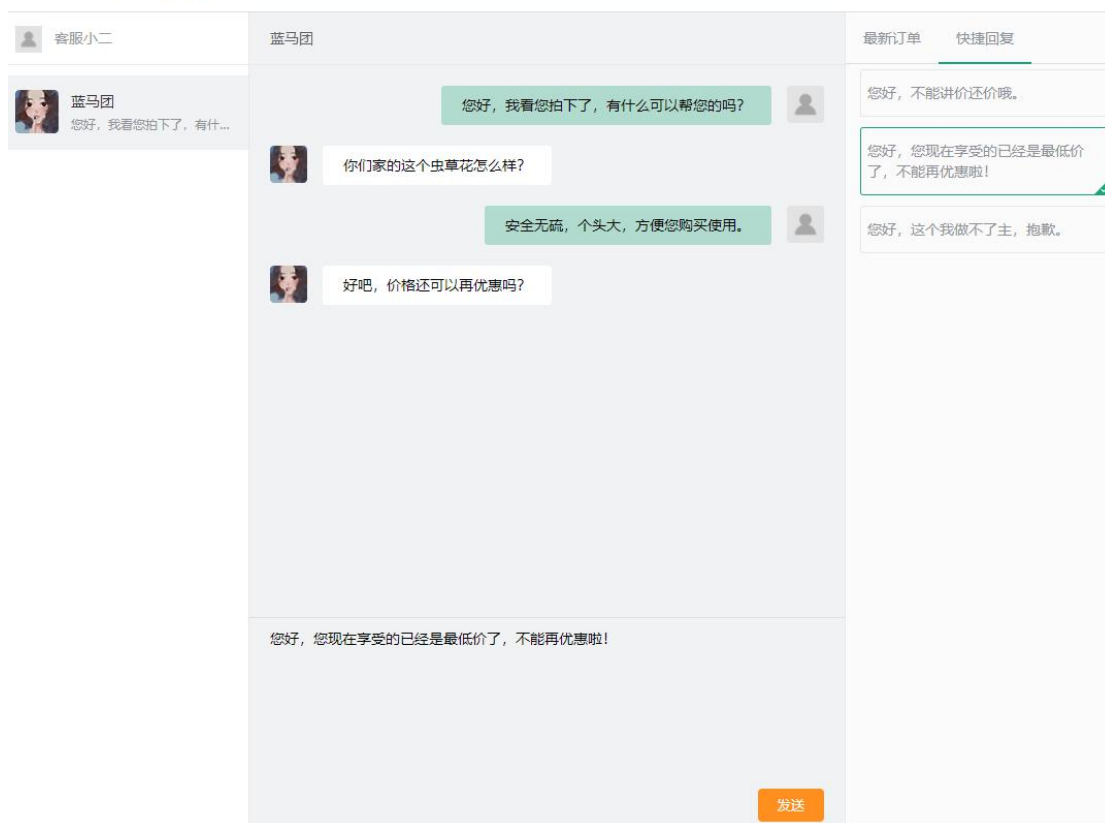 客服小二
蓝马团
您好，我看您拍下了，有什...
蓝马团
您好，我看您拍下了，有什么可以帮您的吗？
你们家的这个虫草花怎么样？
安全无硫，个头大，方便您购买使用。
好吧，价格还可以再优惠吗？
您好，您现在享受的已经是最低价了，不能再优惠啦！
发送
最新订单 快捷回复
您好，不能讲价还价哦。
您好，您现在享受的已经是最低价
了，不能再优惠啦！
您好，这个我做不了主，抱歉。